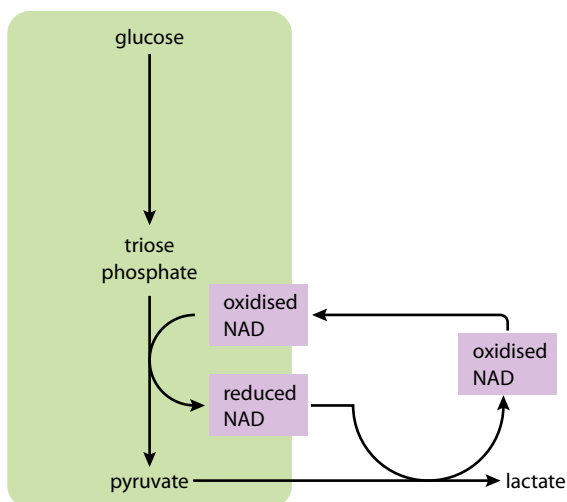 glucose
triose
phosphate
oxidised
NAD
oxidised
NAD
reduced
NAD
pyruvate
lactate